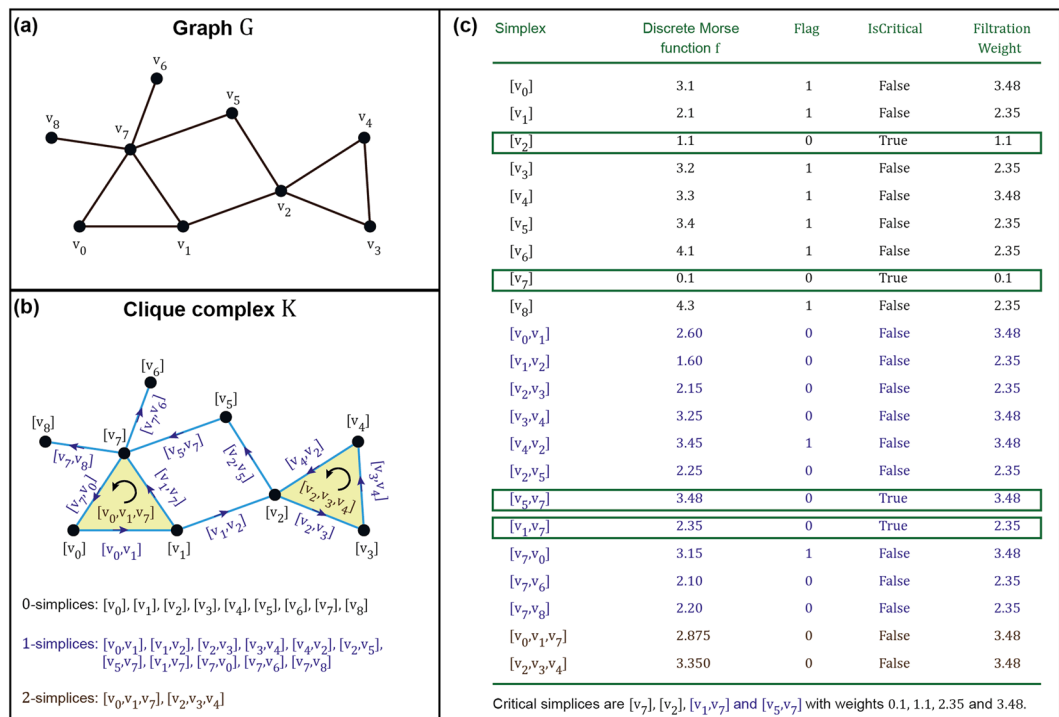 (a)
Graph G
v6
v5
v4
v8
v7
v2
v0
v1
v3
(b)
Clique complex K
[v6]
[v5]
[v4]
[v8]
[v7]
[v7,v6]
[v5,v7]
[v7,v8]
[v2,v5]
[v4,v2]
[v3,v4]
[v7,v0]
[v1,v7]
[v0,v1,v7]
[v2,v3,v4]
[v2]
[v1,v2]
[v2,v3]
[v0]
[v0,v1]
[v1]
[v3]
0-simplices: [v0], [v1], [v2], [v3], [v4], [v5], [v6], [v7], [v8]
1-simplices: [v0,v1], [v1,v2], [v2,v3], [v3,v4], [v4,v2], [v2,v5],
[v5,v7], [v1,v7], [v7,v0], [v7,v6], [v7,v8]
2-simplices: [v0,v1,v7], [v2,v3,v4]
(c)
Simplex Discrete Morse Flag IsCritical Filtration
function f Weight
[v0] 3.1 1 False 3.48
[v1] 2.1 1 False 2.35
[v2] 1.1 0 True 1.1
[v3] 3.2 1 False 2.35
[v4] 3.3 1 False 3.48
[v5] 3.4 1 False 2.35
[v6] 4.1 1 False 2.35
[v7] 0.1 0 True 0.1
[v8] 4.3 1 False 2.35
[v0,v1] 2.60 0 False 3.48
[v1,v2] 1.60 0 False 2.35
[v2,v3] 2.15 0 False 2.35
[v3,v4] 3.25 0 False 3.48
[v4,v2] 3.45 1 False 3.48
[v2,v5] 2.25 0 False 2.35
[v5,v7] 3.48 0 True 3.48
[v1,v7] 2.35 0 True 2.35
[v7,v0] 3.15 1 False 3.48
[v7,v6] 2.10 0 False 2.35
[v7,v8] 2.20 0 False 2.35
[v0,v1,v7] 2.875 0 False 3.48
[v2,v3,v4] 3.350 0 False 3.48
Critical simplices are [v7], [v2], [v1,v7] and [v5,v7] with weights 0.1, 1.1, 2.35 and 3.48.